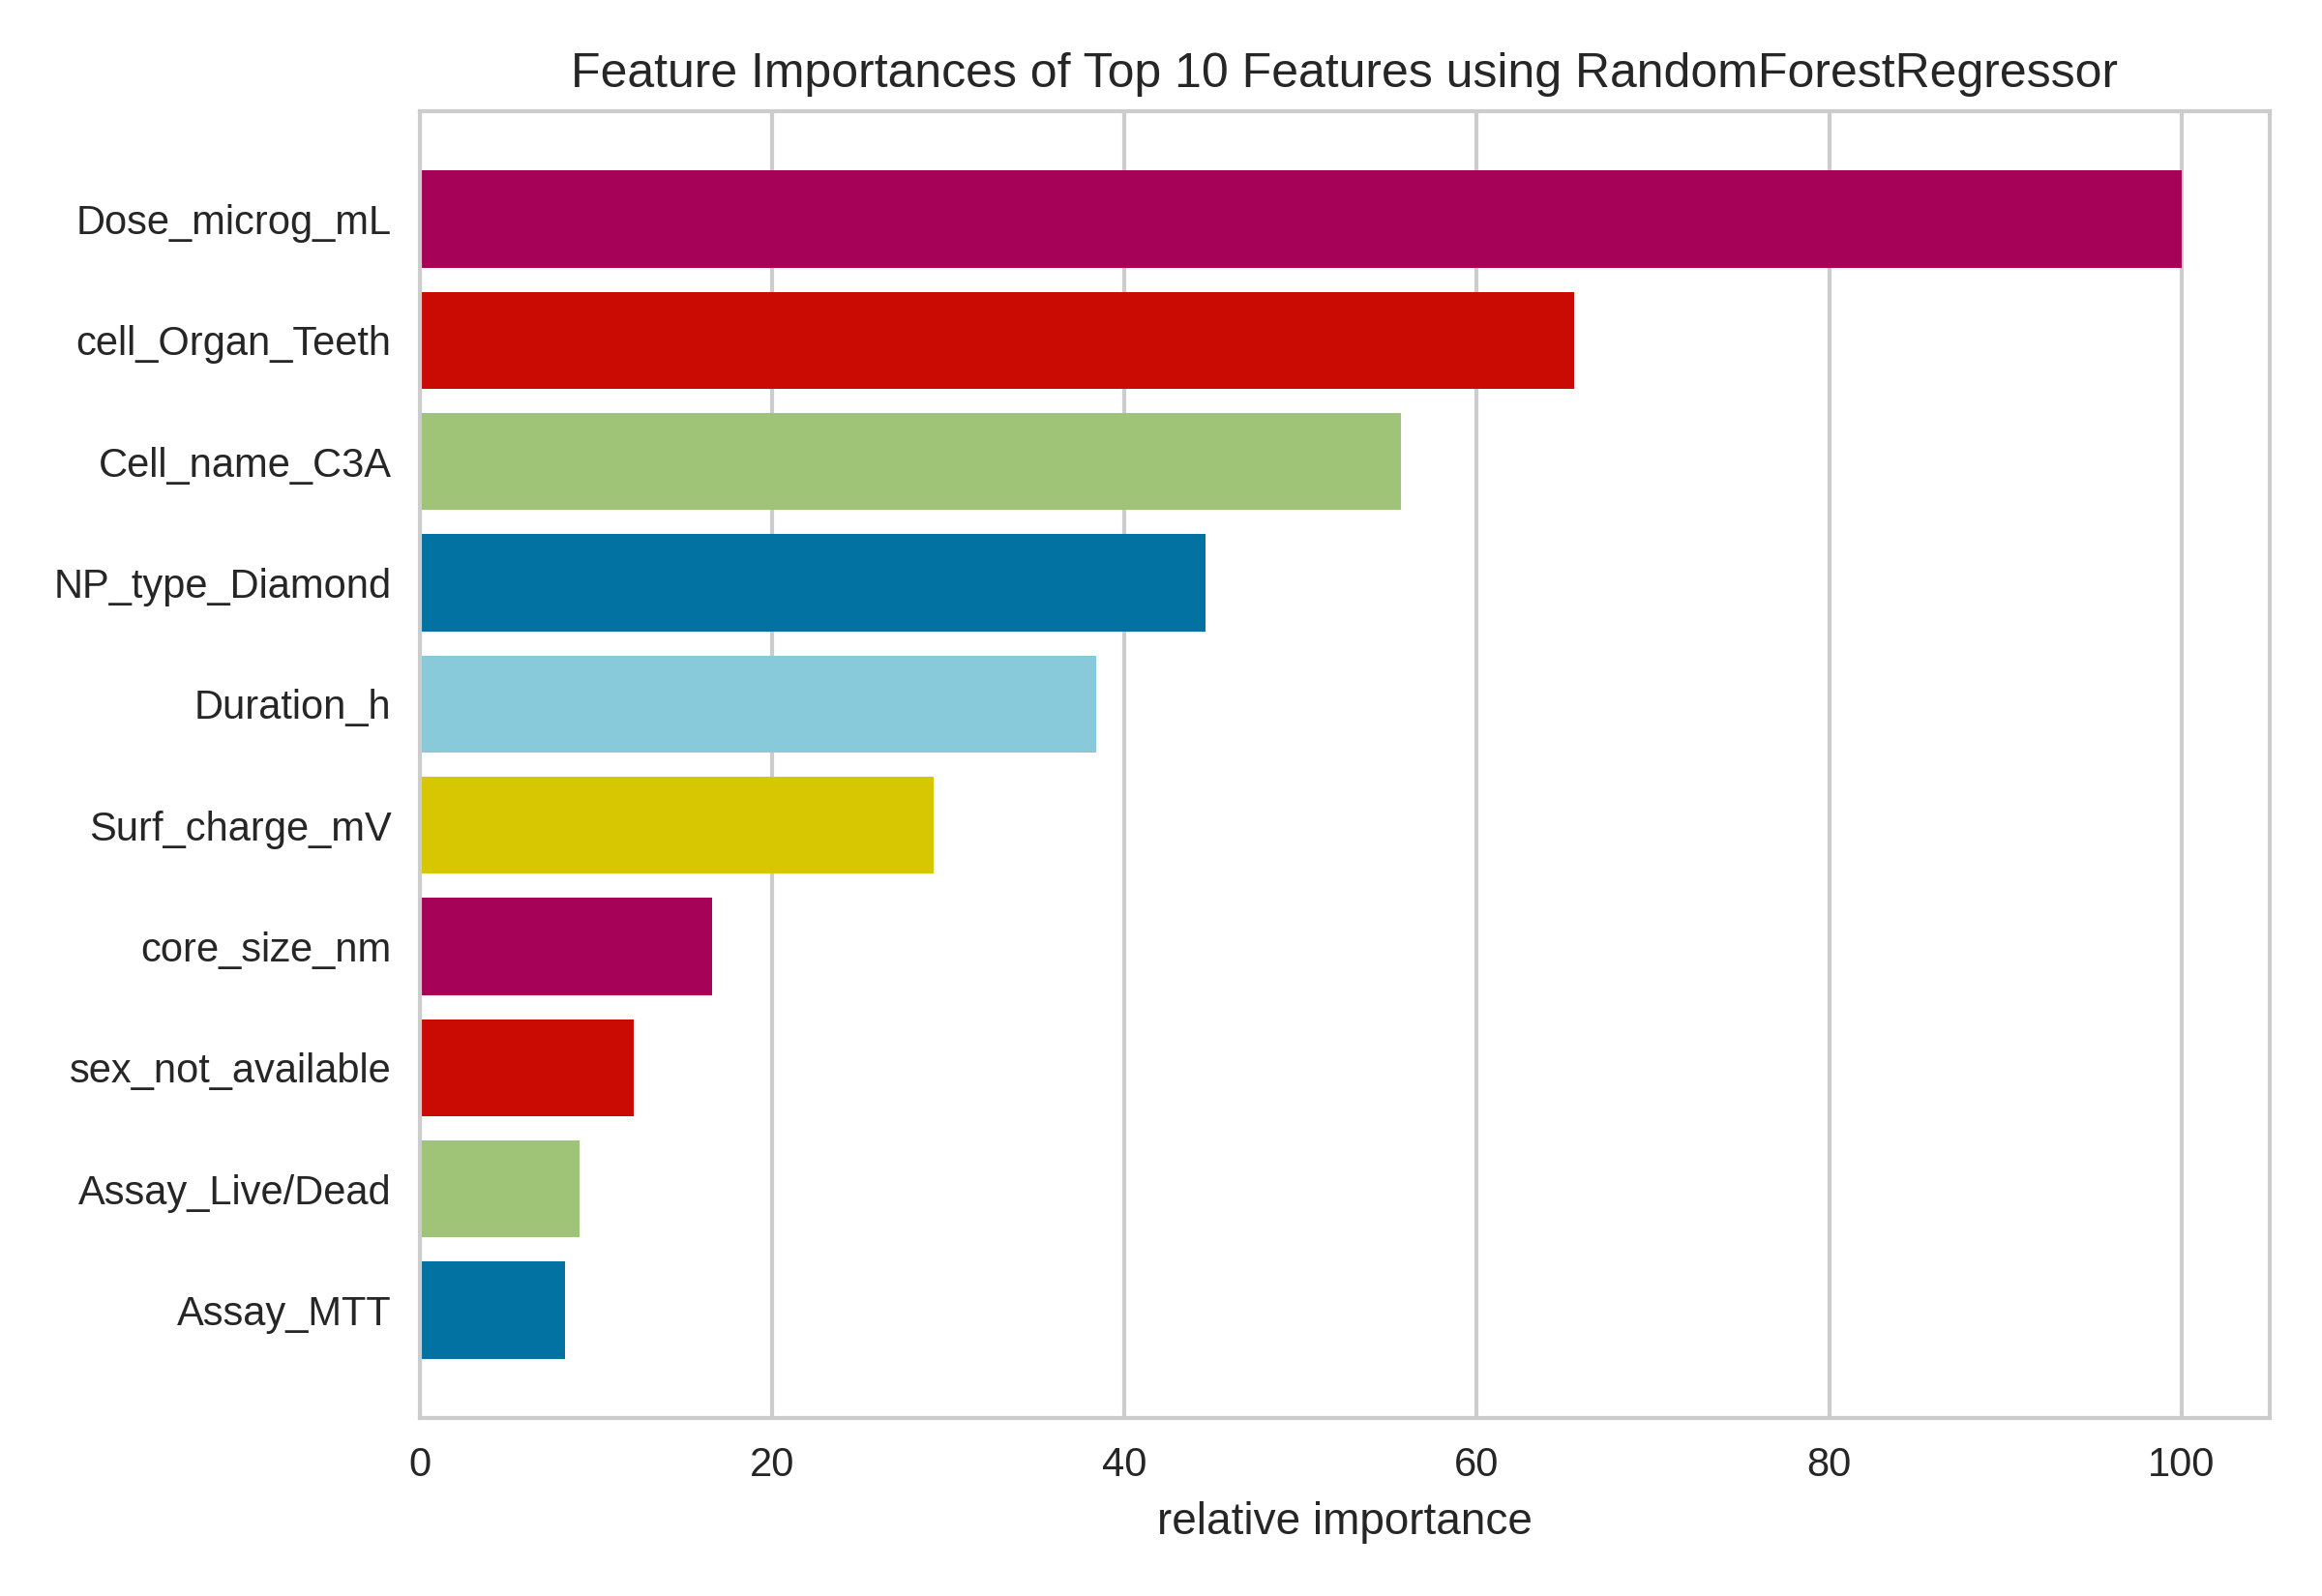 Feature Importances of Top 10 Features using RandomForestRegressor
Dose_microg_mL
cell_Organ_Teeth
Cell_name_C3A
NP_type_Diamond
Duration_h
Surf_charge_mV
core_size_nm
sex_not_available
Assay_Live/Dead
Assay_MTT
0 20 40 60 80 100
relative importance